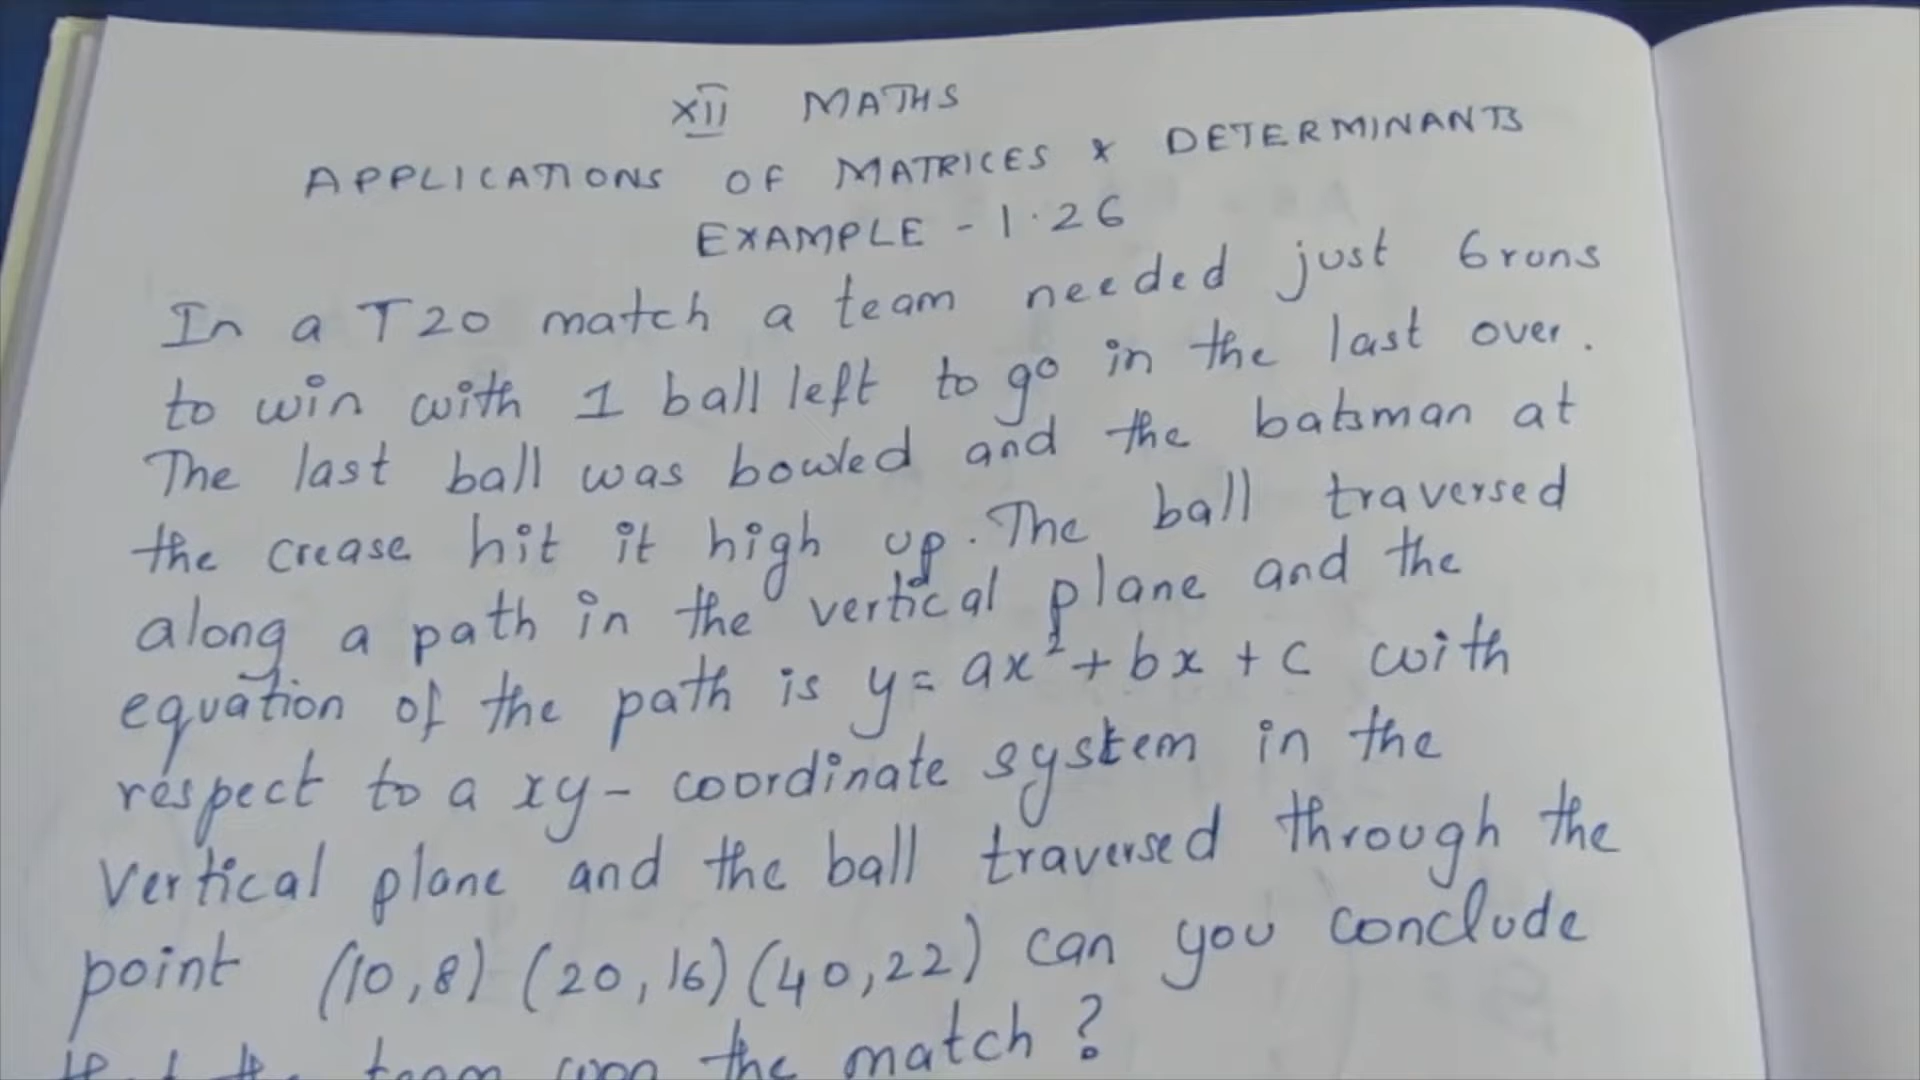 XII MATHS
APPLICATIONS OF MATRICES & DETERMINANTS
EXAMPLE - 1.26
In a T20 match a team needed just 6 runs
to win with 1 ball left to go in the last over.
The last ball was bowled and the batsman at
the crease hit it high up. The ball traversed
along a path in the vertical plane and the
equation of the path is y = ax² + bx + c with
respect to a xy- coordinate system in the
Vertical plane and the ball traversed through the
point (10,8) (20,16) (40,22) can you conclude
that the team won the match?